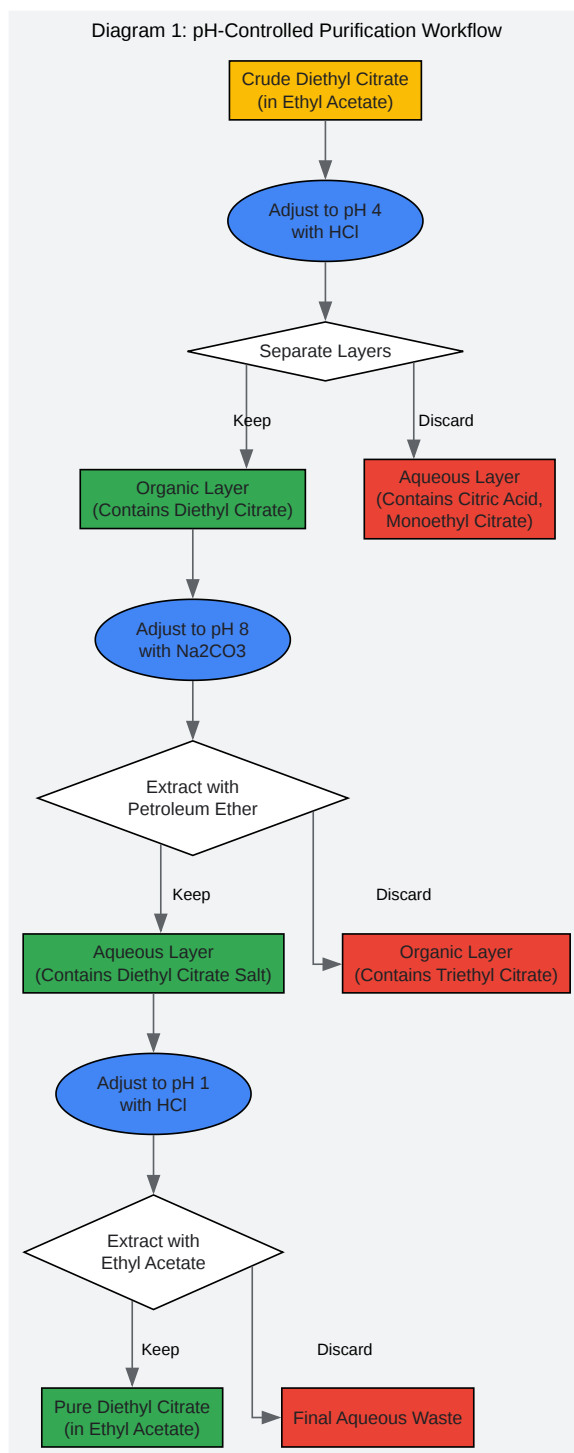 Diagram 1: pH-Controlled Purification Workflow
Crude Diethyl Citrate
(in Ethyl Acetate)
Adjust to pH 4
with HCl
Separate Layers
Keep
Discard
Organic Layer
(Contains Diethyl Citrate)
Aqueous Layer
(Contains Citric Acid,
Monoethyl Citrate)
Adjust to pH 8
with Na2CO3
Extract with
Petroleum Ether
Keep
Discard
Aqueous Layer
(Contains Diethyl Citrate Salt)
Organic Layer
(Contains Triethyl Citrate)
Adjust to pH 1
with HCl
Extract with
Ethyl Acetate
Keep
Discard
Pure Diethyl Citrate
(in Ethyl Acetate)
Final Aqueous Waste